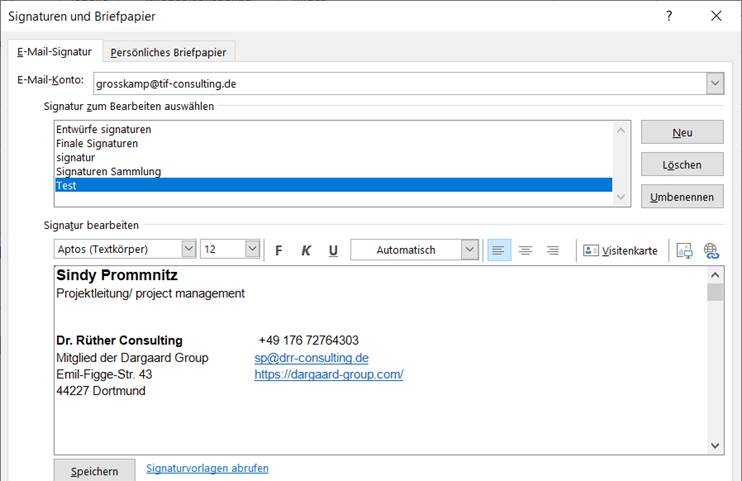 Signaturen und Briefpapier ? ×
E-Mail-Signatur Persönliches Briefpapier
E-Mail-Konto: grosskamp@tif-consulting.de
Signatur zum Bearbeiten auswählen
Entwürfe signaturen
Finale Signaturen
signatur
Signaturen Sammlung
Test
Neu
Löschen
Umbenennen
Signatur bearbeiten
Aptos (Textkörper) 12 F K U Automatisch Visitenkarte
Sindy Prommnitz
Projektleitung/ project management
Dr. Rüther Consulting +49 176 72764303
Mitglied der Dargaard Group sp@drr-consulting.de
Emil-Figge-Str. 43 https://dargaard-group.com/
44227 Dortmund
Speichern Signaturvorlagen abrufen